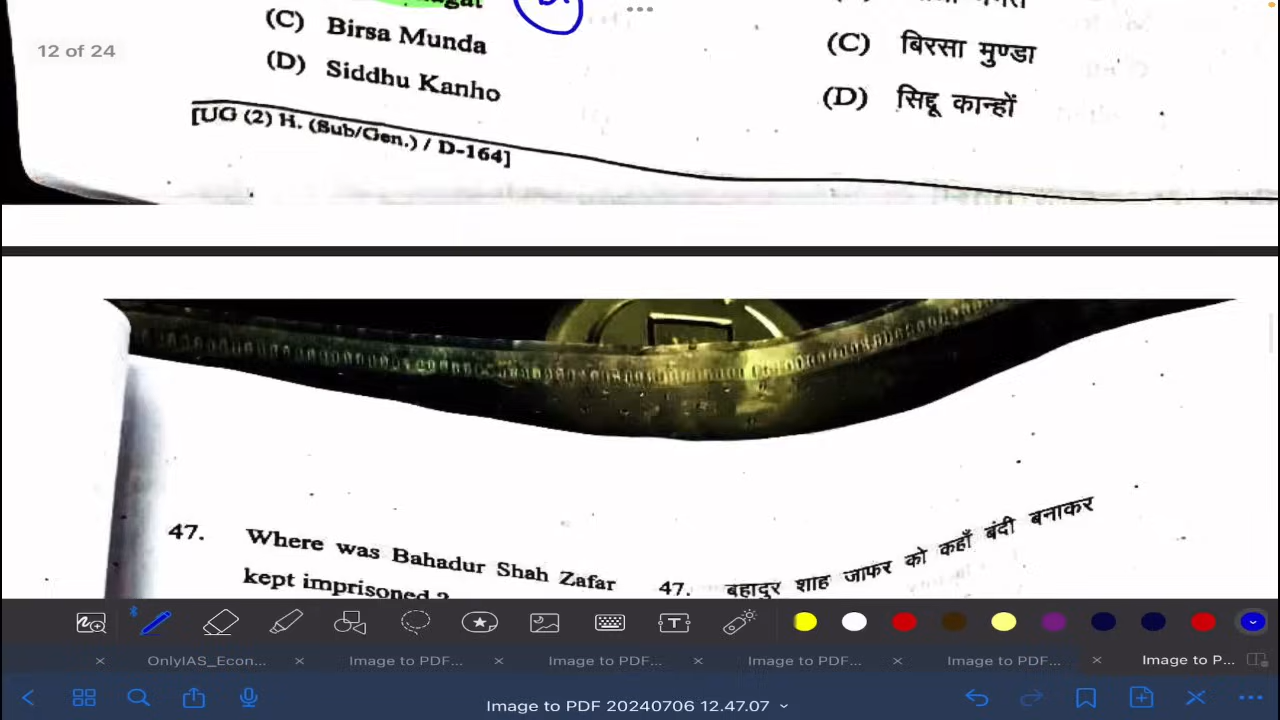 12 of 24
(C) Birsa Munda
(D) Siddhu Kanho
(C) बिरसा मुण्डा
(D) सिद्दू कान्हों
[UG (2) H. (Sub/Gen.) / D-164]
47. Where was Bahadur Shah Zafar
kept imprisoned ?
47. बहादुर शाह जाफर को कहाँ बंदी बनाकर
OnlyIAS_Econ...
Image to PDF...
Image to PDF...
Image to PDF...
Image to PDF...
Image to P...
Image to PDF 20240706 12.47.07